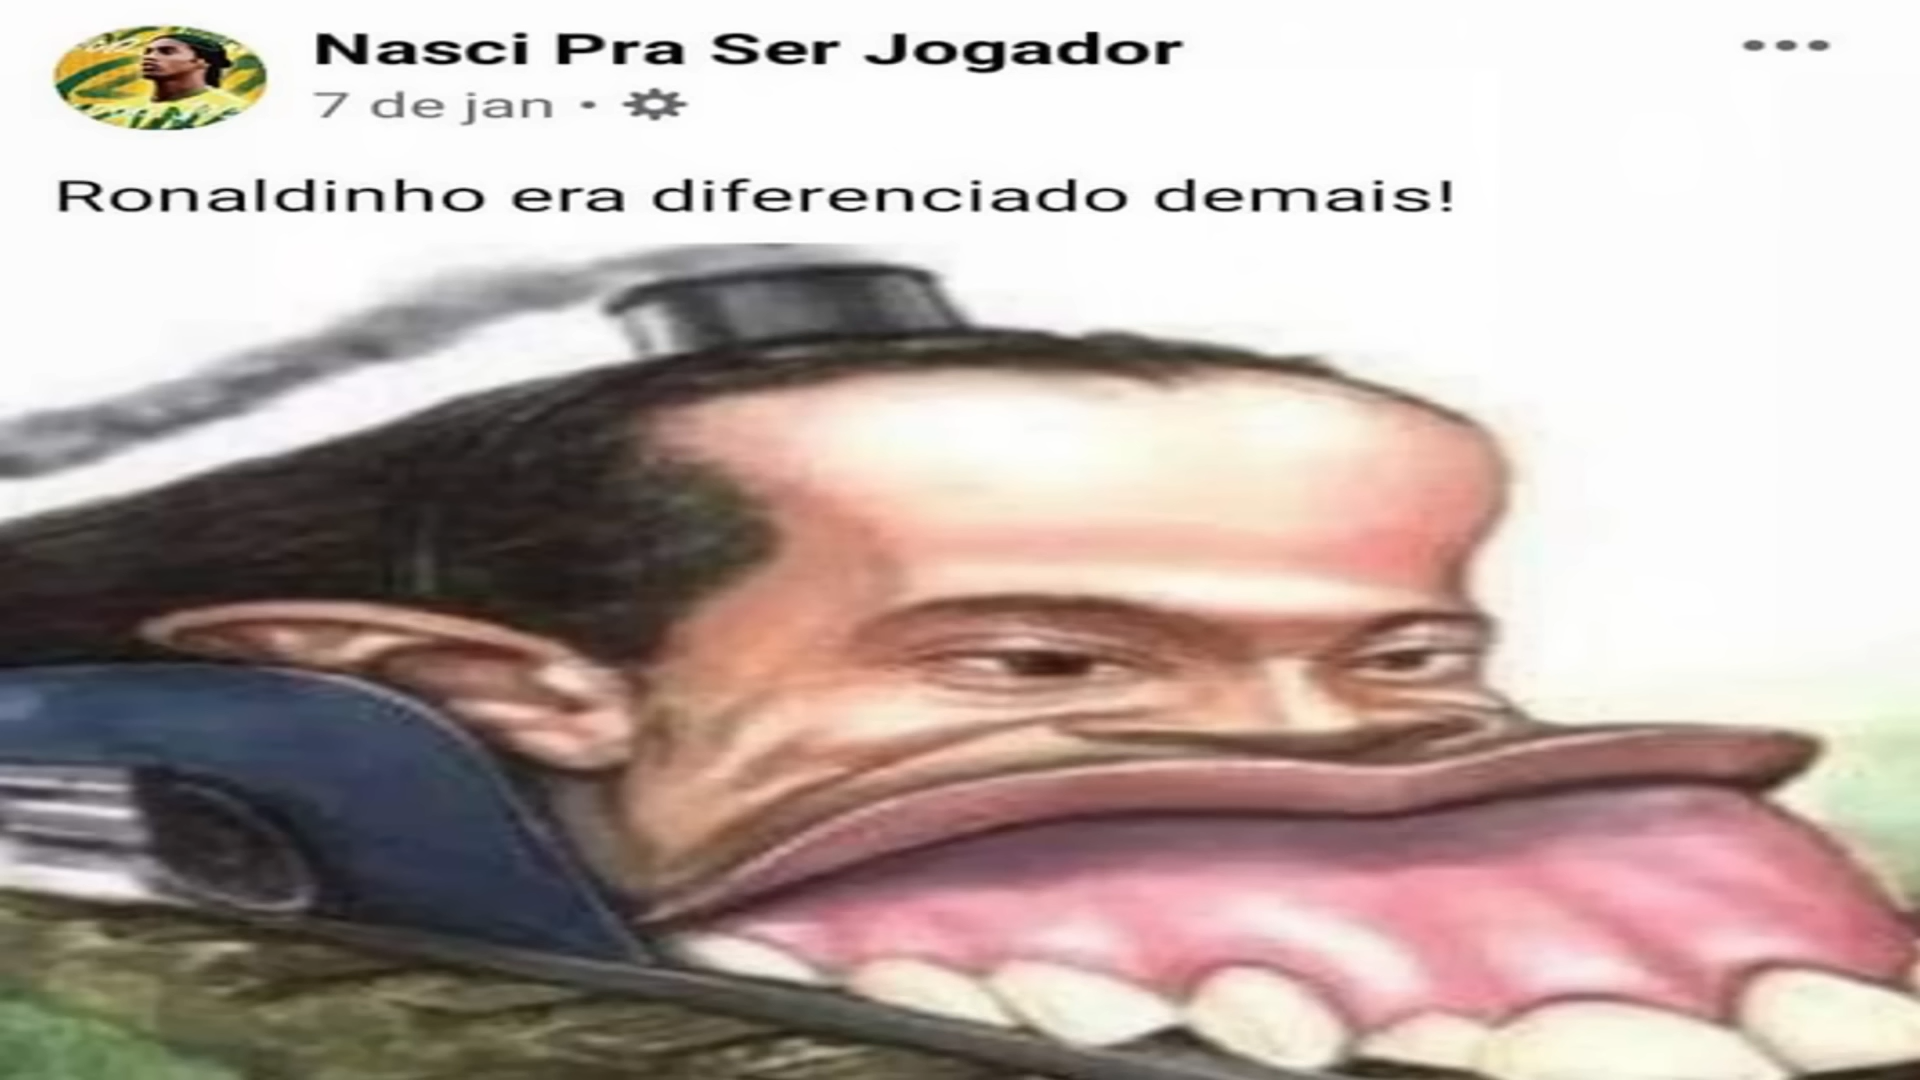 Nasci Pra Ser Jogador
7 de jan •
Ronaldinho era diferenciado demais!